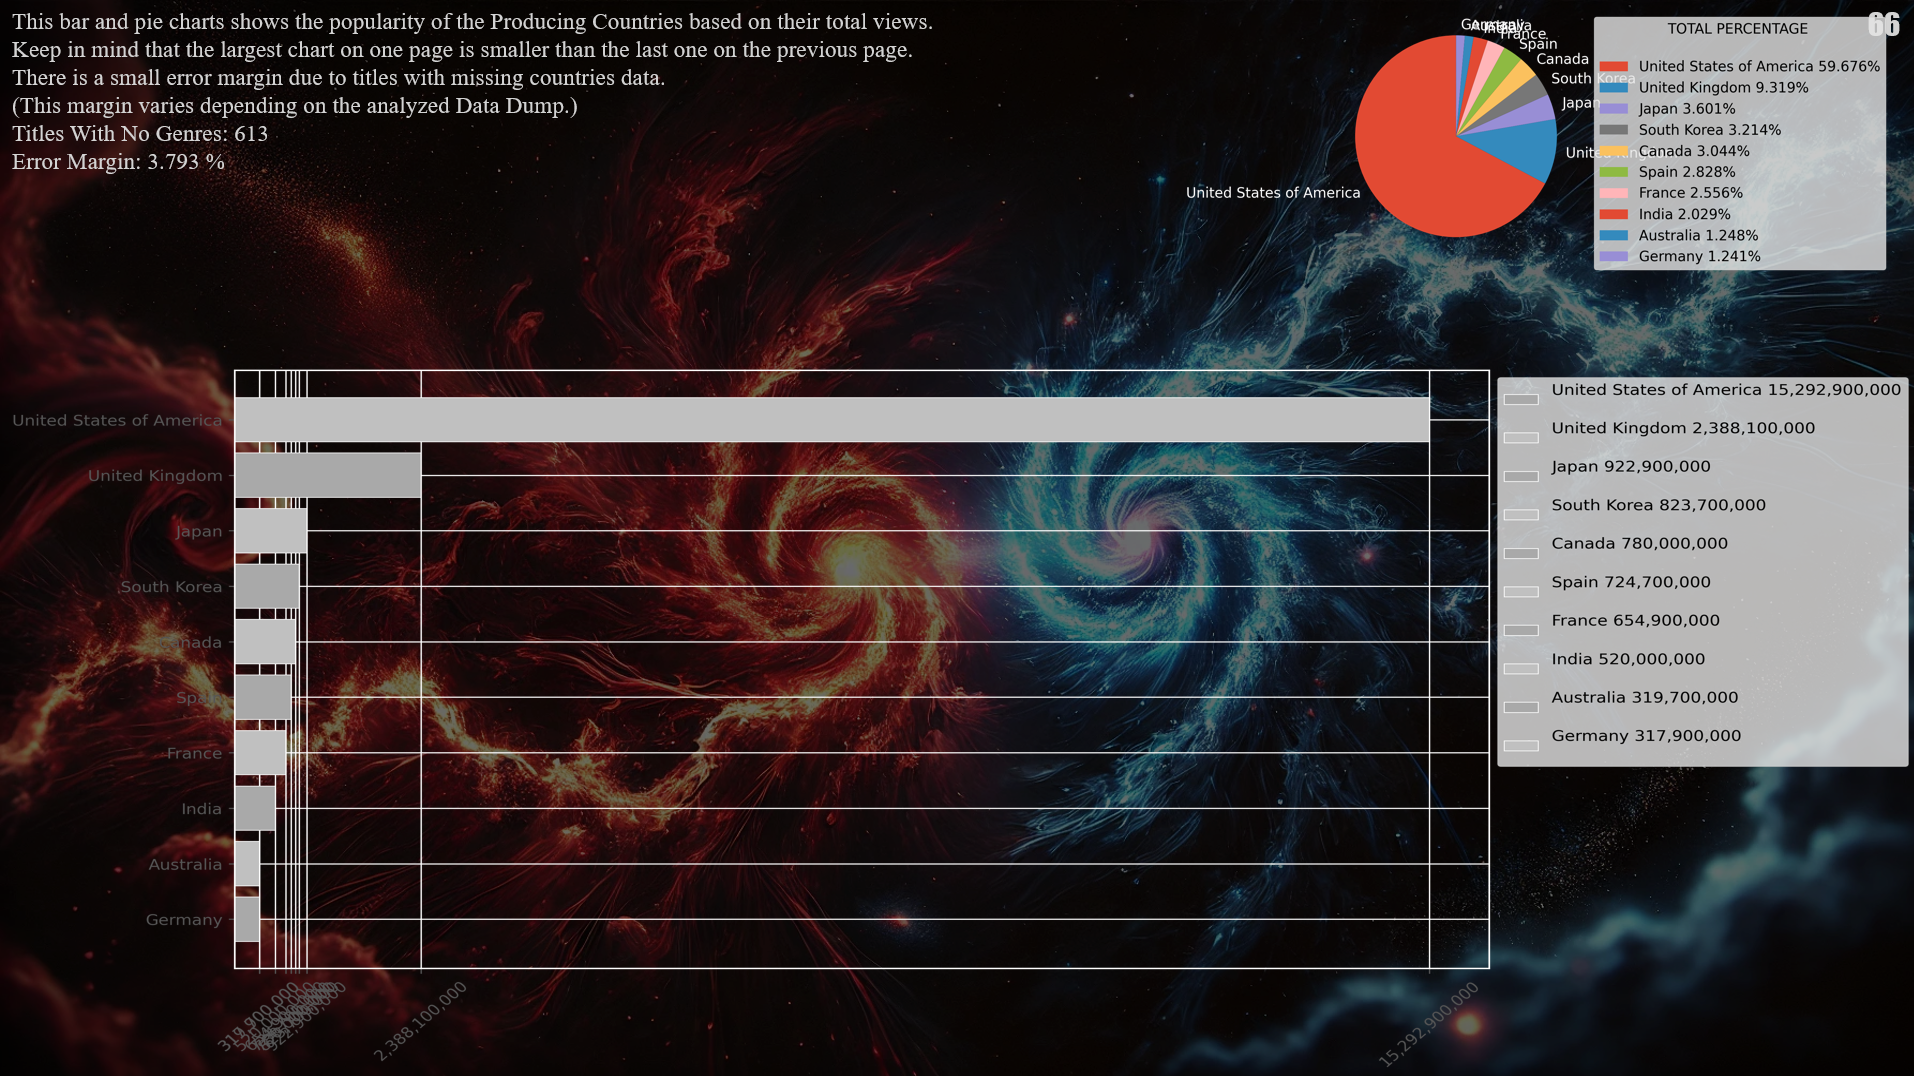 This bar and pie charts shows the popularity of the Producing Countries based on their total views.
Keep in mind that the largest chart on one page is smaller than the last one on the previous page.
There is a small error margin due to titles with missing countries data.
(This margin varies depending on the analyzed Data Dump.)
Titles With No Genres: 613
Error Margin: 3.793 %
66
Germany
Australia
India
France
Spain
Canada
South Korea
Japan
United Kingdom
United States of America
TOTAL PERCENTAGE
United States of America 59.676%
United Kingdom 9.319%
Japan 3.601%
South Korea 3.214%
Canada 3.044%
Spain 2.828%
France 2.556%
India 2.029%
Australia 1.248%
Germany 1.241%
United States of America
United Kingdom
Japan
South Korea
Canada
Spain
France
India
Australia
Germany
317,900,000
922,900,000
2,388,100,000
15,292,900,000
United States of America 15,292,900,000
United Kingdom 2,388,100,000
Japan 922,900,000
South Korea 823,700,000
Canada 780,000,000
Spain 724,700,000
France 654,900,000
India 520,000,000
Australia 319,700,000
Germany 317,900,000